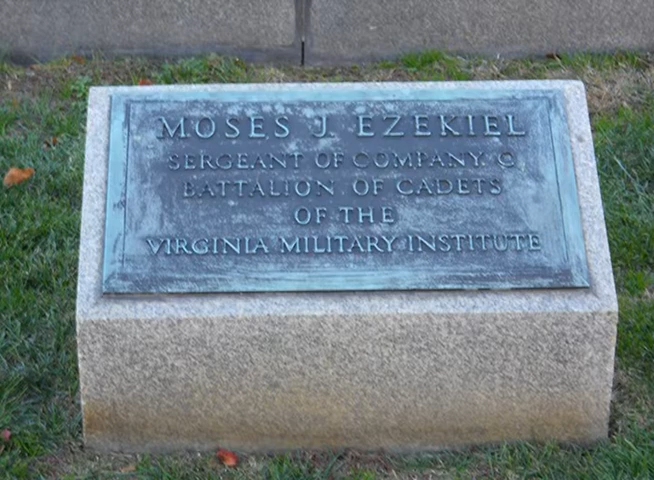 MOSES J. EZEKIEL
SERGEANT OF COMPANY C
BATTALION OF CADETS
OF THE
VIRGINIA MILITARY INSTITUTE